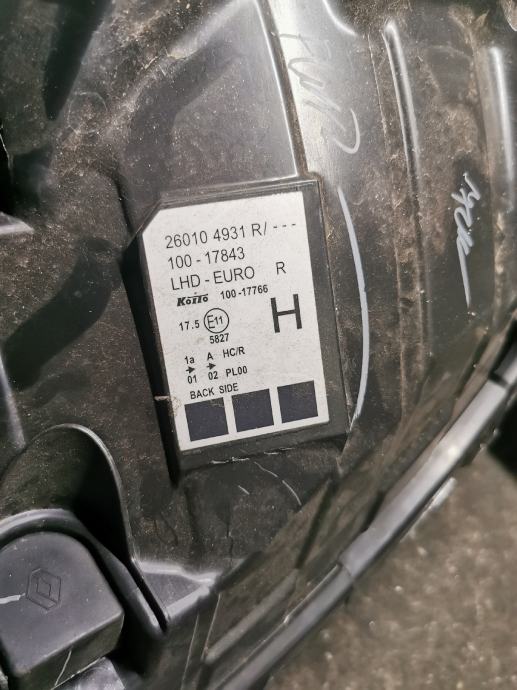 26010 4931 R/ - - -
100 - 17843
LHD - EURO R
Koito 100-17766
H
17.5 E11
5827
1a A HC/R
01 02 PL00
BACK SIDE